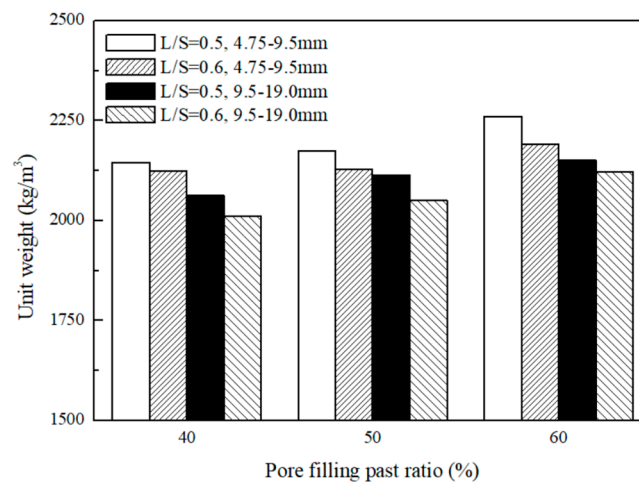 2500
L/S=0.5, 4.75-9.5mm
L/S=0.6, 4.75-9.5mm
L/S=0.5, 9.5-19.0mm
L/S=0.6, 9.5-19.0mm
2250
2000
1750
1500
Unit weight (kg/m³)
40 50 60
Pore filling past ratio (%)